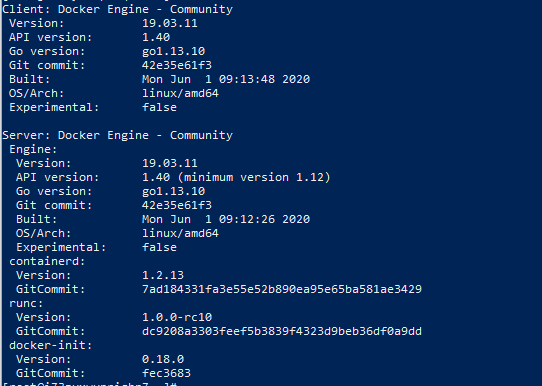 Client: Docker Engine - Community
 Version:           19.03.11
 API version:       1.40
 Go version:        go1.13.10
 Git commit:        42e35e61f3
 Built:             Mon Jun  1 09:13:48 2020
 OS/Arch:           linux/amd64
 Experimental:      false

Server: Docker Engine - Community
 Engine:
  Version:          19.03.11
  API version:      1.40 (minimum version 1.12)
  Go version:       go1.13.10
  Git commit:       42e35e61f3
  Built:            Mon Jun  1 09:12:26 2020
  OS/Arch:          linux/amd64
  Experimental:     false
 containerd:
  Version:          1.2.13
  GitCommit:        7ad184331fa3e55e52b890ea95e65ba581ae3429
 runc:
  Version:          1.0.0-rc10
  GitCommit:        dc9208a3303feef5b3839f4323d9beb36df0a9dd
 docker-init:
  Version:          0.18.0
  GitCommit:        fec3683